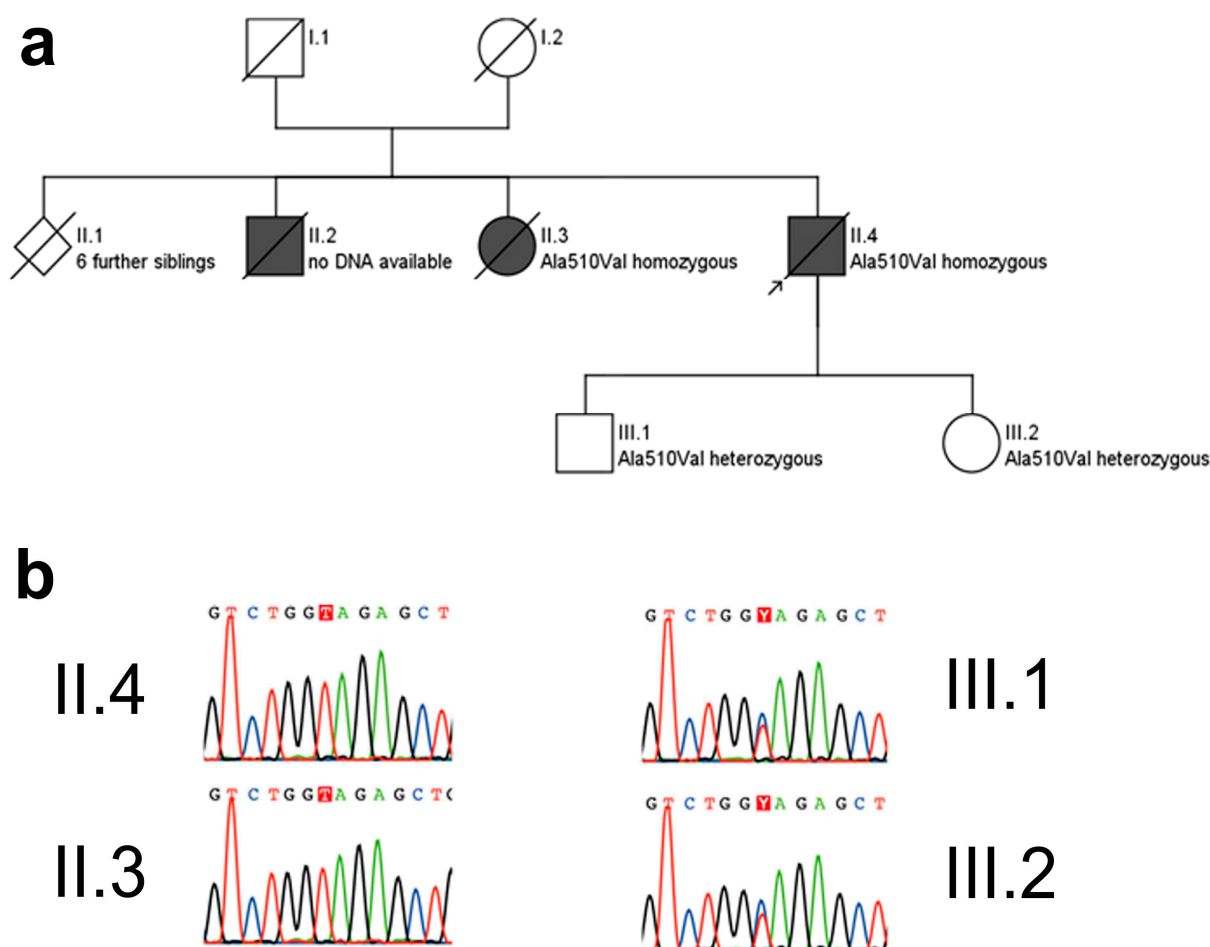 a
I.1
I.2
II.1
6 further siblings
II.2
no DNA available
II.3
Ala510Val homozygous
II.4
Ala510Val homozygous
III.1
Ala510Val heterozygous
III.2
Ala510Val heterozygous
b
II.4
G T C T G G T A G A G C T
G T C T G G Y A G A G C T
III.1
II.3
G T C T G G T A G A G C T
G T C T G G Y A G A G C T
III.2